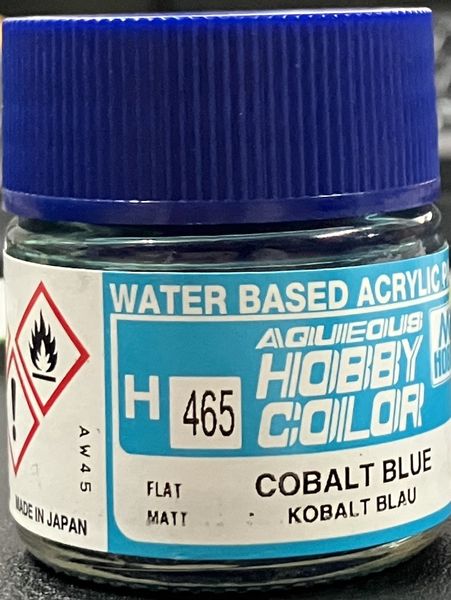 WATER BASED ACRYLIC
AQUEOUS
HOBBY
COLOR
H 465
!
AW45
FLAT
MATT
COBALT BLUE
KOBALT BLAU
MADE IN JAPAN